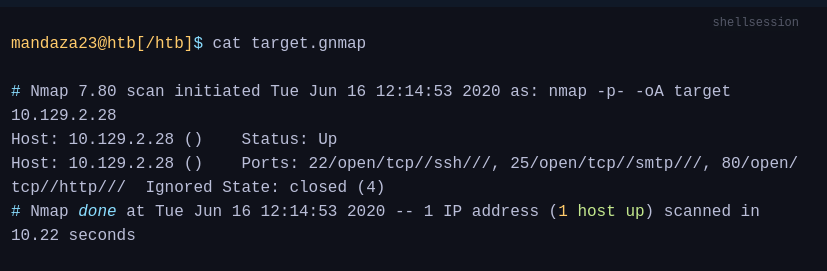 shellsession
mandaza23@htb[/htb]$ cat target.gnmap
# Nmap 7.80 scan initiated Tue Jun 16 12:14:53 2020 as: nmap -p- -oA target
10.129.2.28
Host: 10.129.2.28 ()    Status: Up
Host: 10.129.2.28 ()    Ports: 22/open/tcp//ssh///, 25/open/tcp//smtp///, 80/open/
tcp//http///  Ignored State: closed (4)
# Nmap done at Tue Jun 16 12:14:53 2020 -- 1 IP address (1 host up) scanned in
10.22 seconds